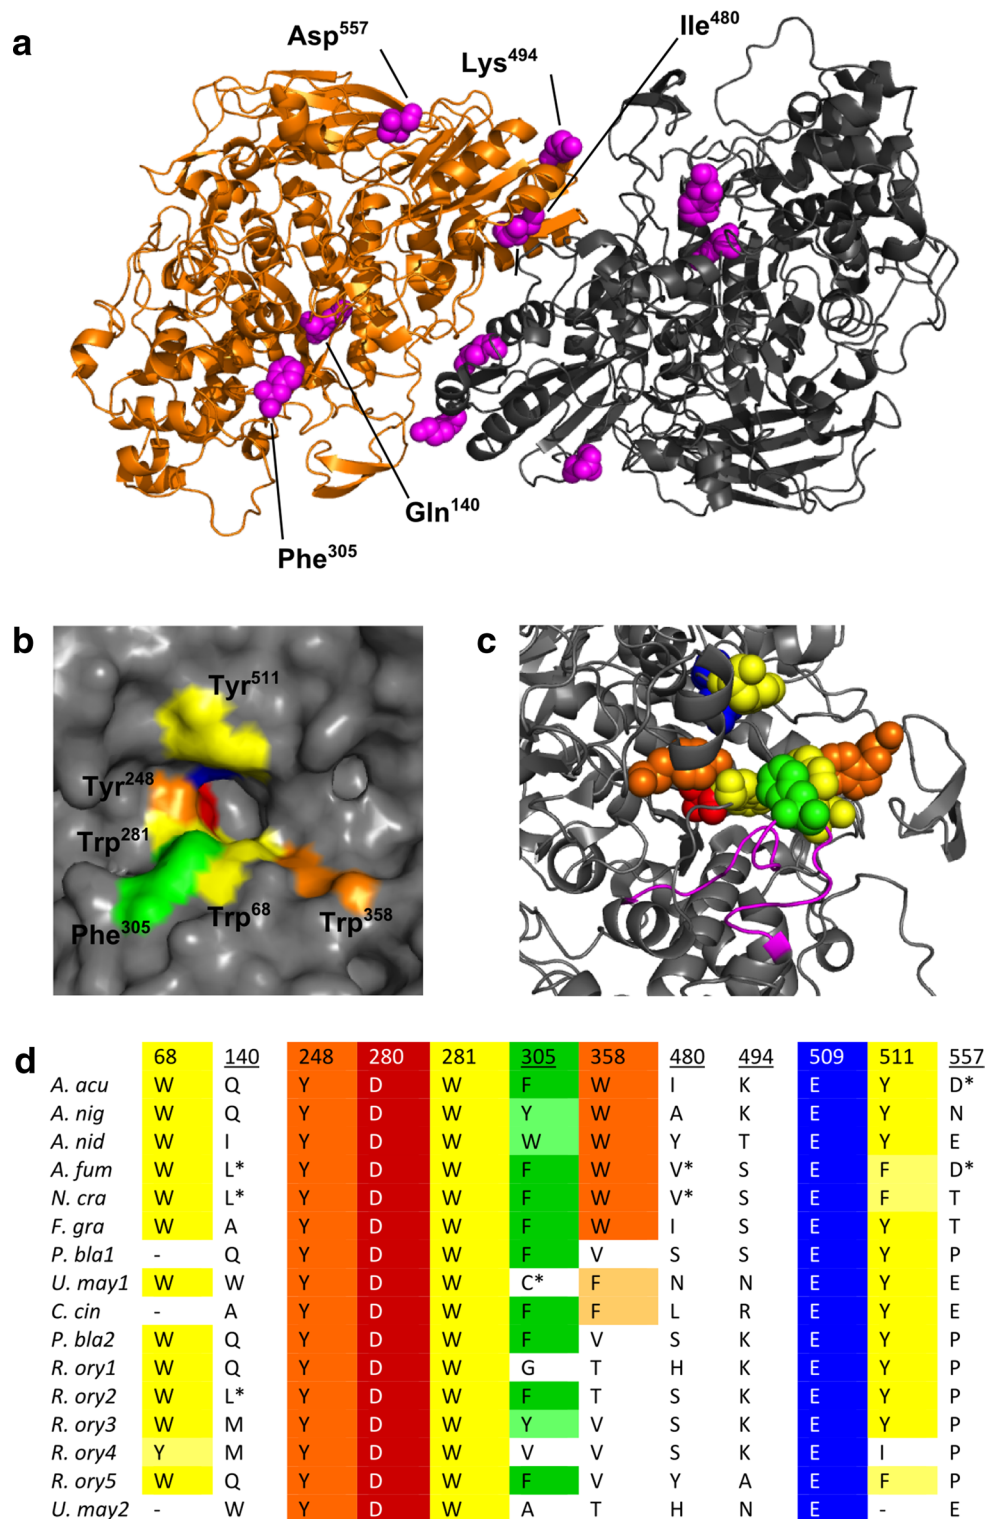 a
Asp557
Lys494
Ile480
Gln140
Phe305
b
Tyr511
Tyr248
Trp281
Phe305
Trp68
Trp358
c
d
68 140 248 280 281 305 358 480 494 509 511 557
A. acu W Q Y D W F W I K E Y D*
A. nig W Q Y D W Y W A K E Y N
A. nid W I Y D W W W Y T E Y E
A. fum W L* Y D W F W V* S E F D*
N. cra W L* Y D W F W V* S E F T
F. gra W A Y D W F W I S E Y T
P. bla1 - Q Y D W F V S S E Y P
U. may1 W W Y D W C* F N N E Y E
C. cin - A Y D W F F L R E Y E
P. bla2 W Q Y D W F V S K E Y P
R. ory1 W Q Y D W G T H K E Y P
R. ory2 W L* Y D W F T S K E Y P
R. ory3 W M Y D W Y V S K E Y P
R. ory4 Y M Y D W V V S K E I P
R. ory5 W Q Y D W F V Y A E F P
U. may2 - W Y D W A T H N E - E